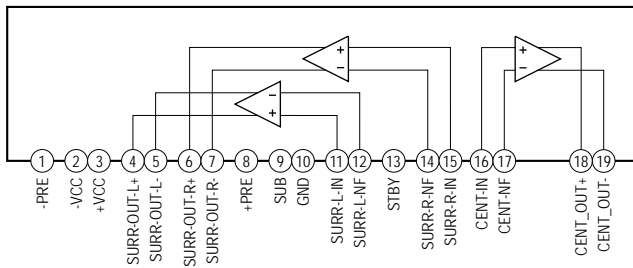 +
-
+
-
+
-
-
+
1
2
3
4
5
6
7
8
9
10
11
12
13
14
15
16
17
18
19
-PRE
-VCC
+VCC
SURR-OUT-L+
SURR-OUT-L-
SURR-OUT-R+
SURR-OUT-R-
+PRE
SUB
GND
SURR-L-IN
SURR-L-NF
STBY
SURR-R-NF
SURR-R-IN
CENT-IN
CENT-NF
CENT_OUT+
CENT_OUT-